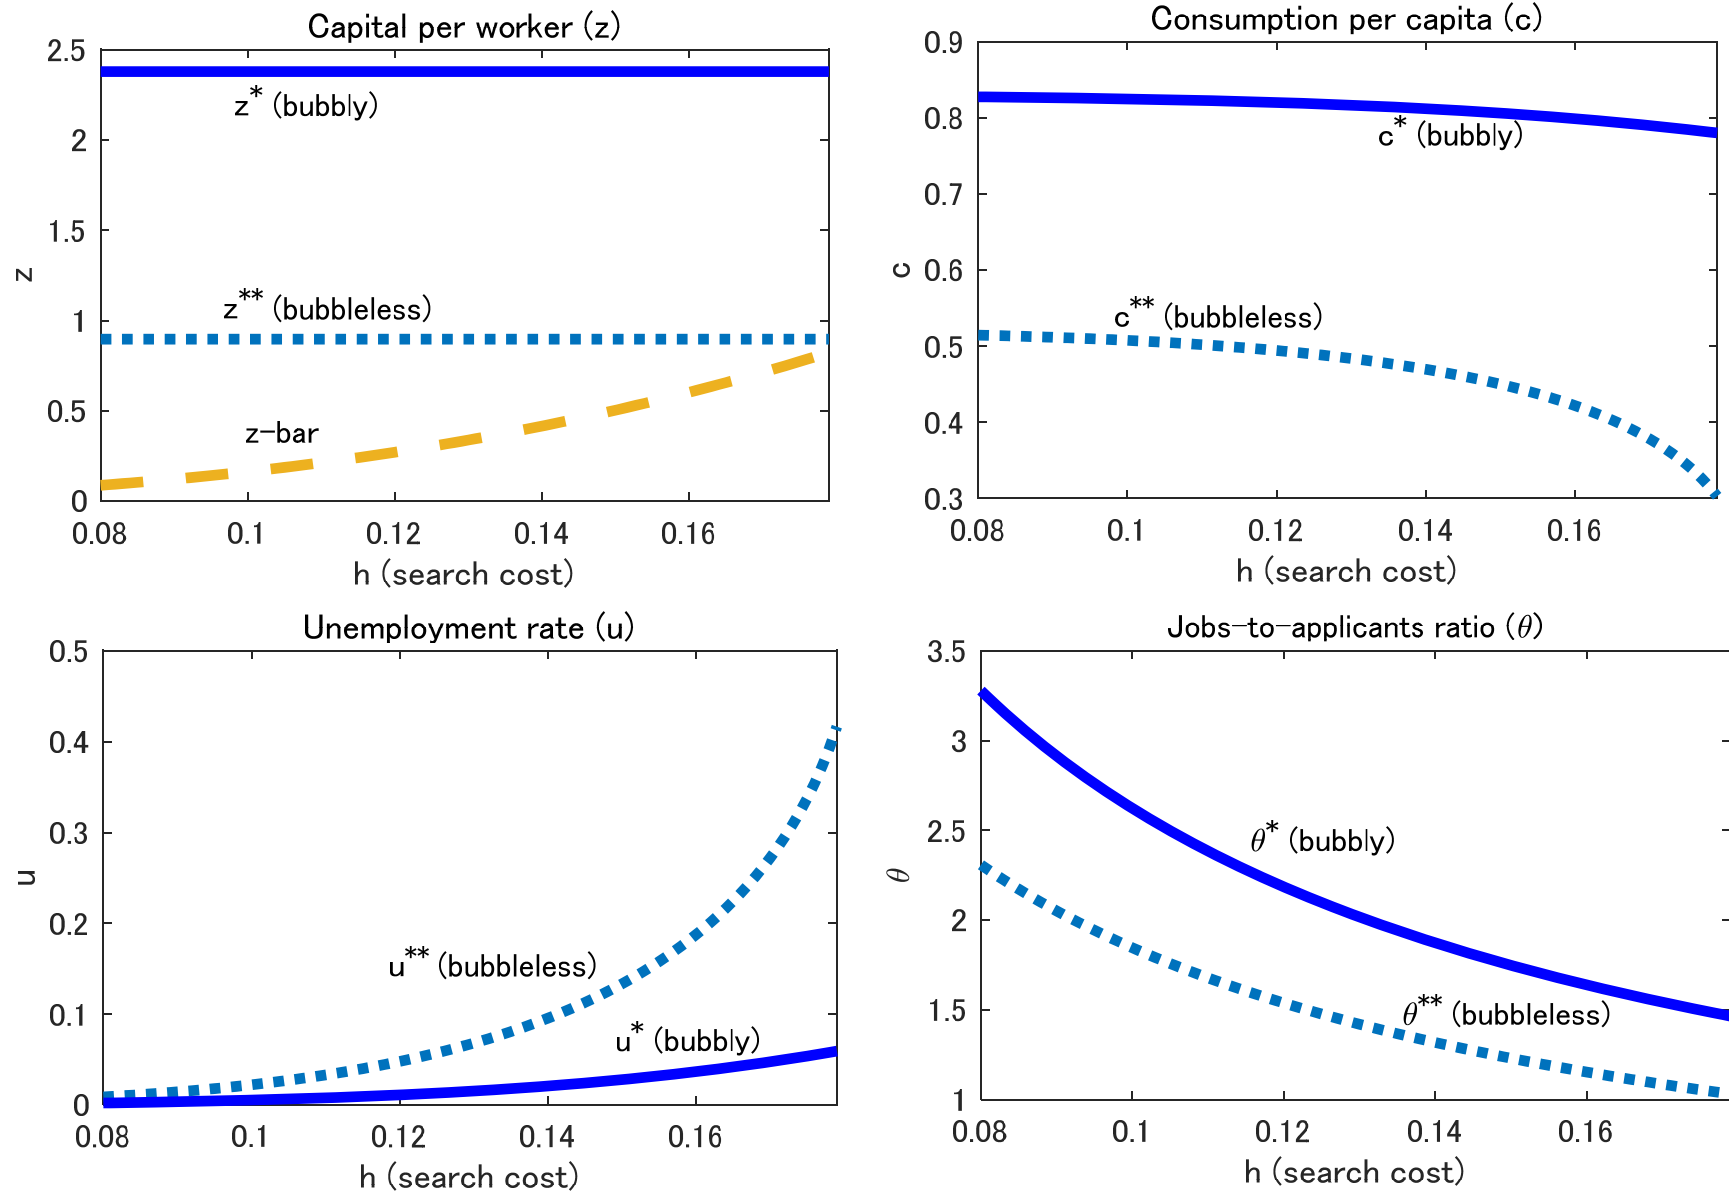 Capital per worker (z)
2.5
2
1.5
1
0.5
0
z
z* (bubbly)
z** (bubbleless)
z-bar
0.08 0.1 0.12 0.14 0.16
h (search cost)
Consumption per capita (c)
0.9
0.8
0.7
0.6
0.5
0.4
0.3
c
c* (bubbly)
c** (bubbleless)
0.08 0.1 0.12 0.14 0.16
h (search cost)
Unemployment rate (u)
0.5
0.4
0.3
0.2
0.1
0
u
u** (bubbleless)
u* (bubbly)
0.08 0.1 0.12 0.14 0.16
h (search cost)
Jobs-to-applicants ratio (θ)
3.5
3
2.5
2
1.5
1
θ
θ* (bubbly)
θ** (bubbleless)
0.08 0.1 0.12 0.14 0.16
h (search cost)